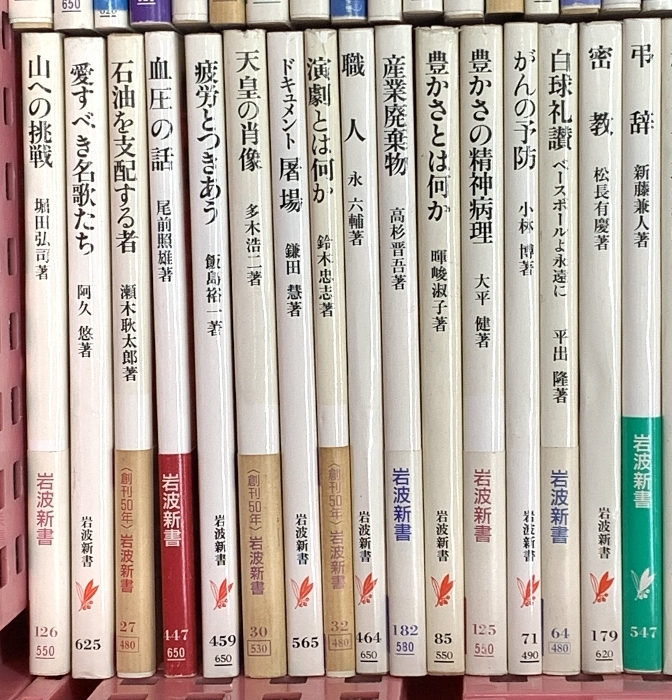 650
山への挑戦 堀田弘司著
岩波新書
126
550
愛すべき名歌たち 阿久 悠著
岩波新書
625
石油を支配する者 瀬木耿太郎著
〈創刊50年〉岩波新書
27
480
血圧の話 尾前照雄著
岩波新書
447
650
疲労とつきあう 飯島裕一著
岩波新書
459
650
天皇の肖像 多木浩二著
〈創刊50年〉岩波新書
30
530
ドキュメント 屠場 鎌田 慧著
岩波新書
565
演劇とは何か 鈴木忠志著
〈創刊50年〉岩波新書
32
480
職人 永 六輔著
岩波新書
464
650
産業廃棄物 高杉晋吾著
岩波新書
182
580
豊かさとは何か 暉峻淑子著
岩波新書
85
550
豊かさの精神病理 大平 健著
岩波新書
125
550
がんの予防 小林 博著
岩波新書
71
490
白球礼讃 ベースボールよ永遠に 平出 隆著
岩波新書
64
480
密教 松長有慶著
岩波新書
179
620
弔辞 新藤兼人著
岩波新書
547